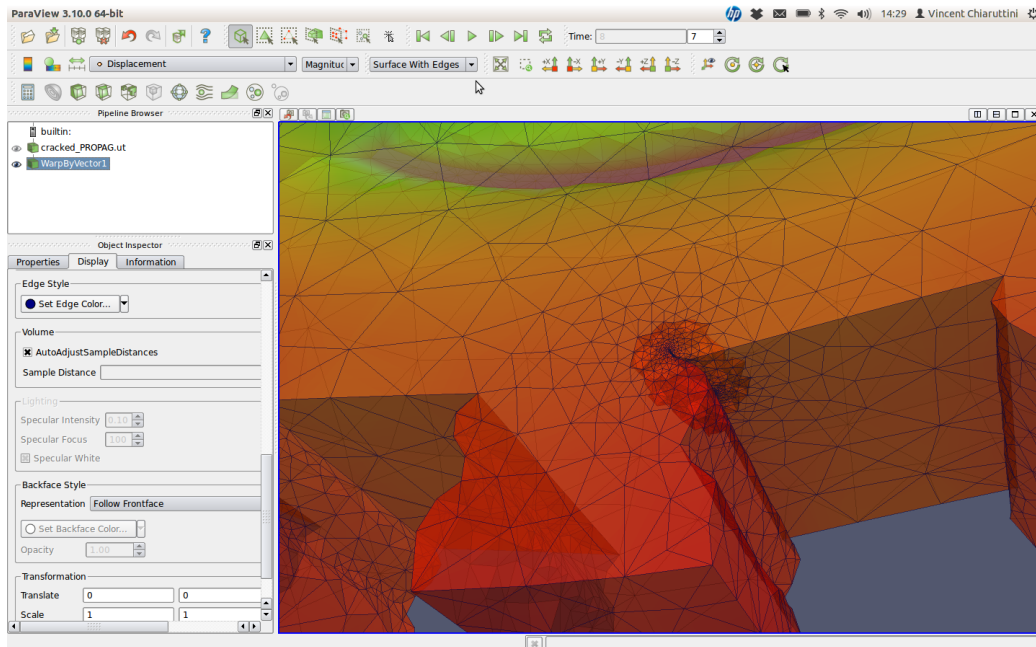 ParaView 3.10.0 64-bit
14:29 Vincent Chiaruttini
Time: 8 7
Displacement Magnituc Surface With Edges
Pipeline Browser
builtin:
cracked_PROPAG.ut
WarpByVector1
Object Inspector
Properties Display Information
Edge Style
Set Edge Color...
Volume
AutoAdjustSampleDistances
Sample Distance
Lighting
Specular Intensity 0.10
Specular Focus 100
Specular White
Backface Style
Representation Follow Frontface
Set Backface Color...
Opacity 1.00
Transformation
Translate 0 0
Scale 1 1